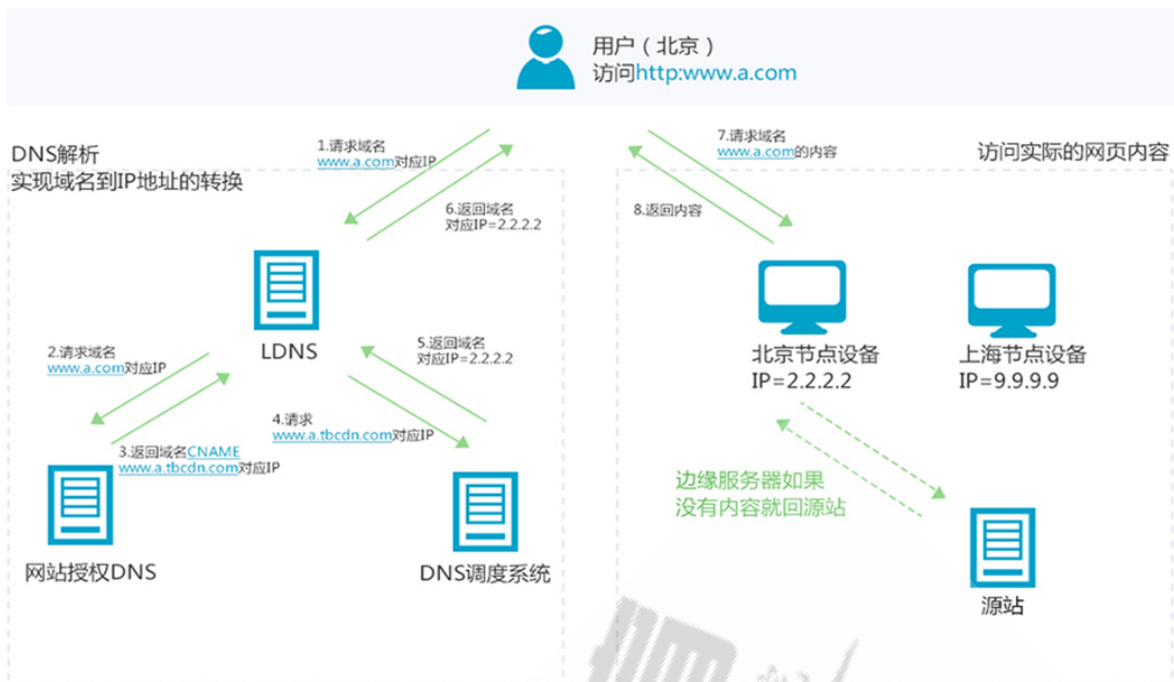 用户（北京）
访问http:www.a.com
DNS解析
实现域名到IP地址的转换
1.请求域名
www.a.com对应IP
6.返回域名
对应IP=2.2.2.2
LDNS
2.请求域名
www.a.com对应IP
3.返回域名CNAME
www.a.tbcdn.com对应IP
5.返回域名
对应IP=2.2.2.2
4.请求
www.a.tbcdn.com对应IP
网站授权DNS
DNS调度系统
访问实际的网页内容
7.请求域名
www.a.com的内容
8.返回内容
北京节点设备
IP=2.2.2.2
上海节点设备
IP=9.9.9.9
边缘服务器如果
没有内容就回源站
源站